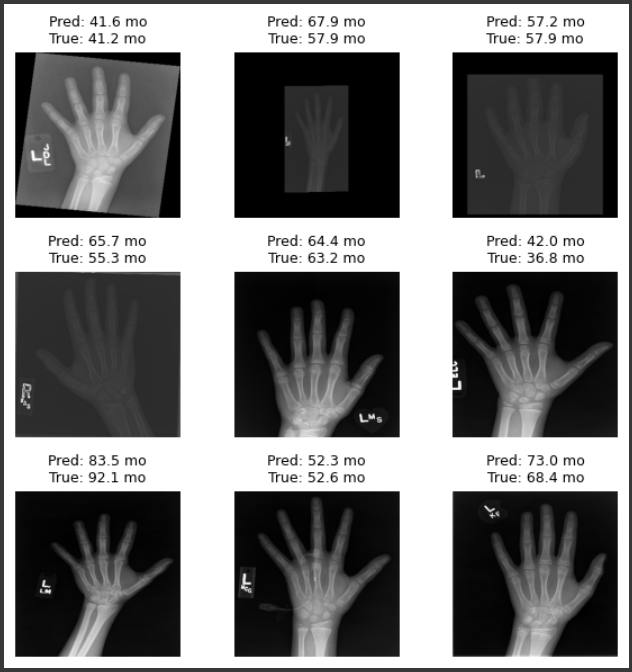 Pred: 41.6 mo
True: 41.2 mo
Pred: 67.9 mo
True: 57.9 mo
Pred: 57.2 mo
True: 57.9 mo
Pred: 65.7 mo
True: 55.3 mo
Pred: 64.4 mo
True: 63.2 mo
Pred: 42.0 mo
True: 36.8 mo
R
L M S
Pred: 83.5 mo
True: 92.1 mo
Pred: 52.3 mo
True: 52.6 mo
Pred: 73.0 mo
True: 68.4 mo
L
L
LM
L